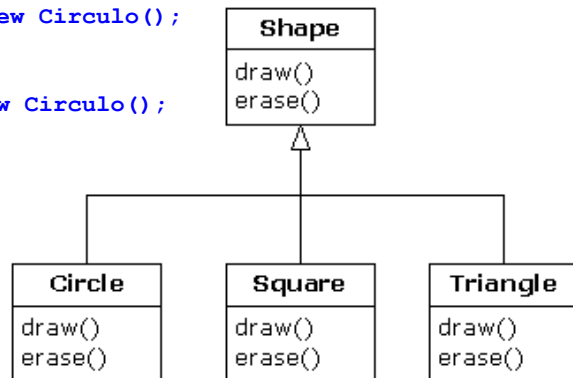 ew Circulo();
w Circulo();
Shape
draw()
erase()
Circle
draw()
erase()
Square
draw()
erase()
Triangle
draw()
erase()